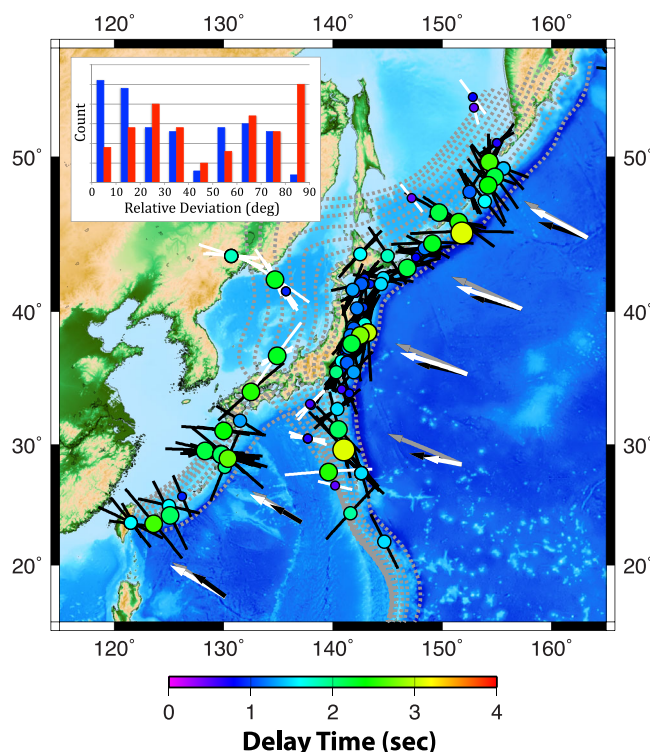 120˚ 130˚ 140˚ 150˚ 160˚
Count
0 10 20 30 40 50 60 70 80 90
Relative Deviation (deg)
50˚ 50˚
40˚ 40˚
30˚ 30˚
20˚ 20˚
120˚ 130˚ 140˚ 150˚ 160˚
0 1 2 3 4
Delay Time (sec)